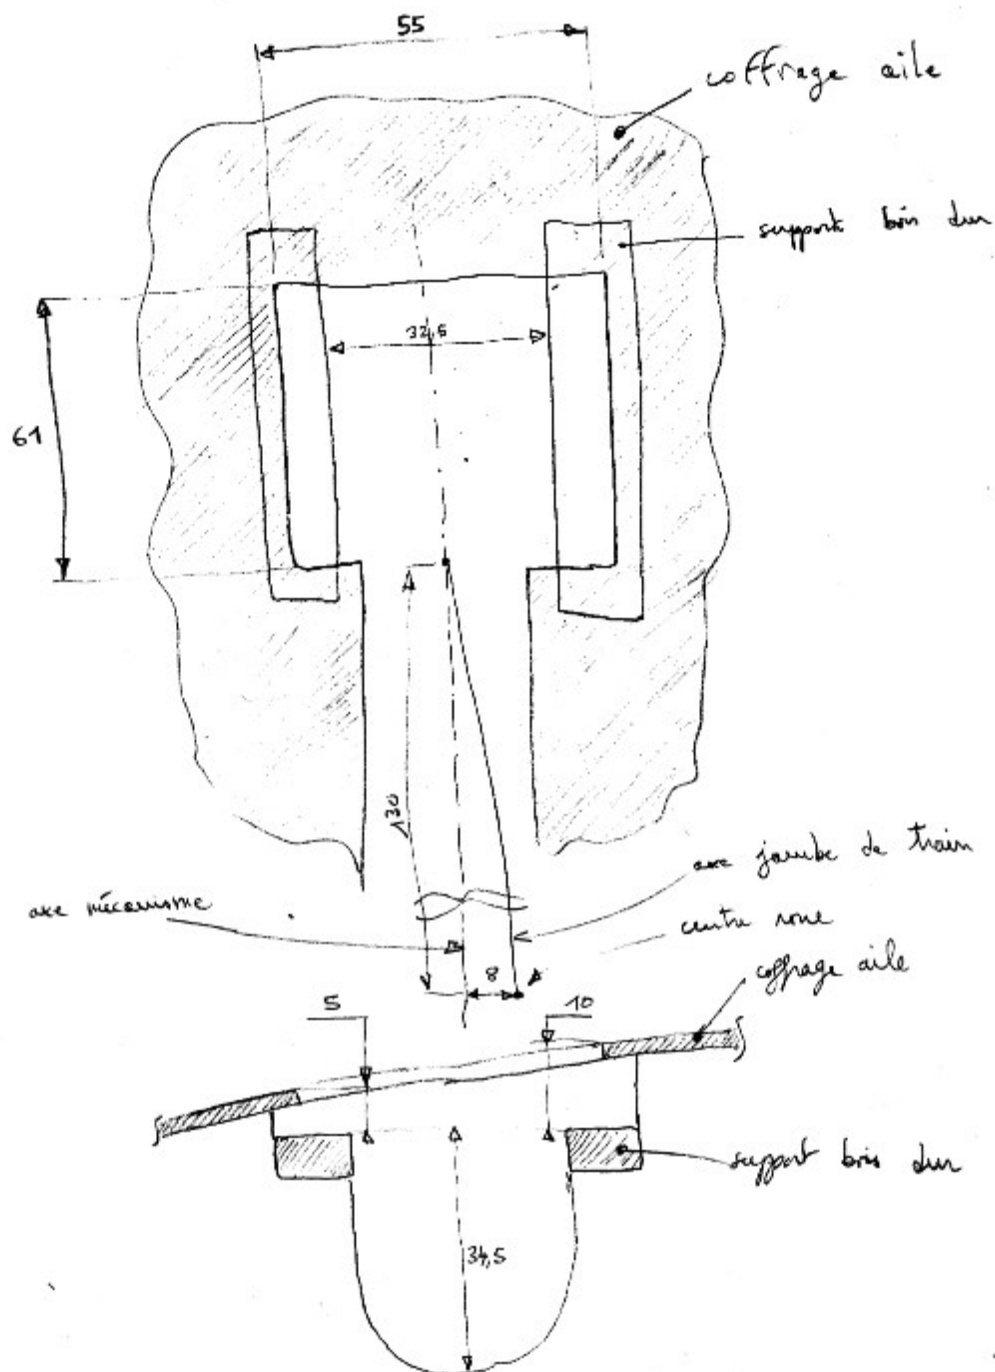 55
coffrage aile
support bois dur
32,5
61
130
axe jambe de train
axe mécanisme
centre roue
8
coffrage aile
5
10
support bois dur
34,5